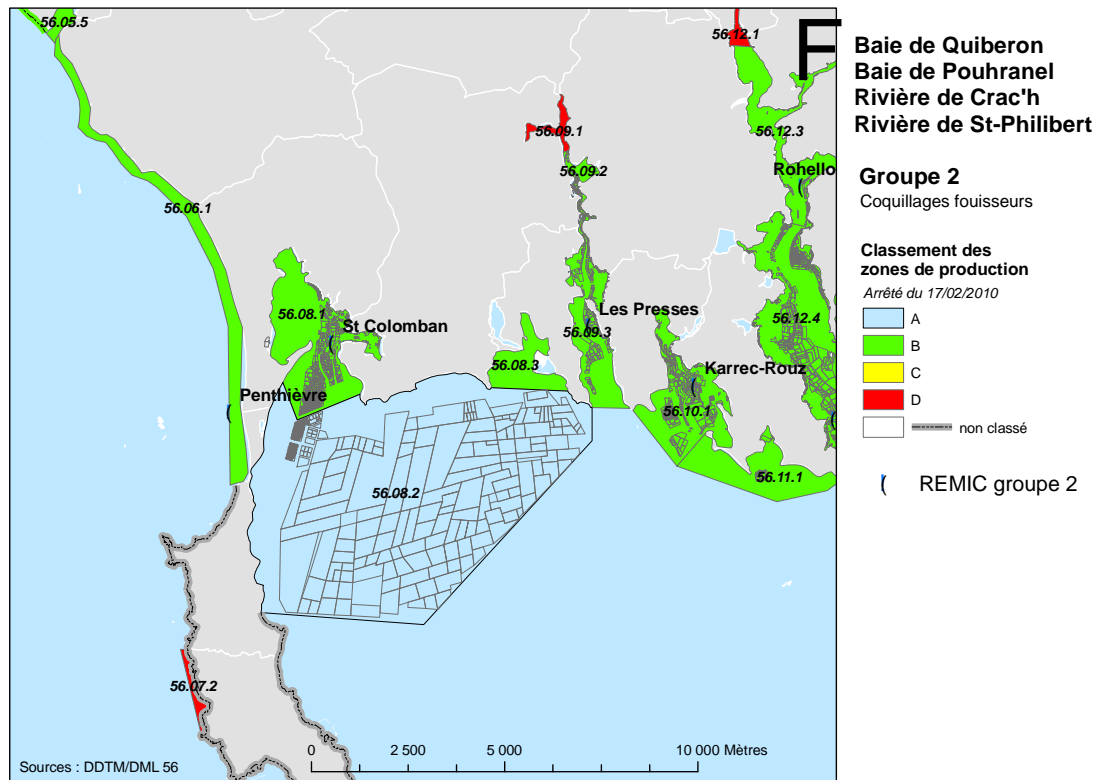 F
Baie de Quiberon
Baie de Pouhranel
Rivière de Crac'h
Rivière de St-Philibert
Groupe 2
Coquillages fouisseurs
Classement des
zones de production
Arrêté du 17/02/2010
A
B
C
D
non classé
REMIC groupe 2
56.05.5
56.12.1
56.09.1
56.12.3
56.09.2
Rohello
56.06.1
56.08.1
St Colomban
Les Presses
56.09.3
56.12.4
56.08.3
Karrec-Rouz
Penthièvre
56.10.1
56.11.1
56.08.2
56.07.2
0 2 500 5 000 10 000 Mètres
Sources : DDTM/DML 56